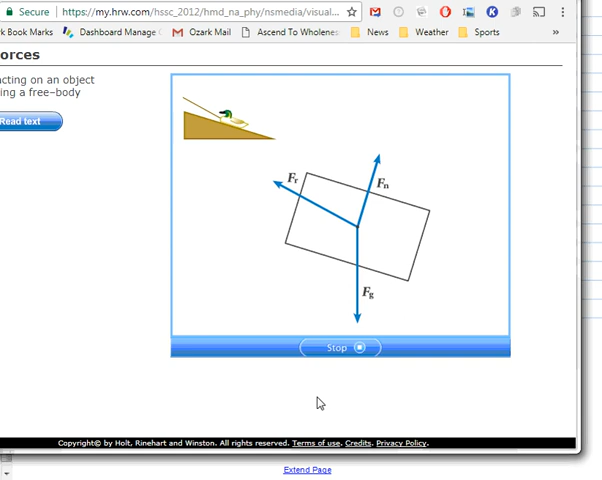 Secure
https://my.hrw.com/hssc_2012/hmd_na_phy/nsmedia/visual...
rk Book Marks
Dashboard Manage
Ozark Mail
Ascend To Wholenes
News
Weather
Sports
»
orces
acting on an object
ing a free-body
Read text
Fr
Fn
Fg
Stop
Copyright© by Holt, Rinehart and Winston. All rights reserved. Terms of use. Credits. Privacy Policy.
Extend Page